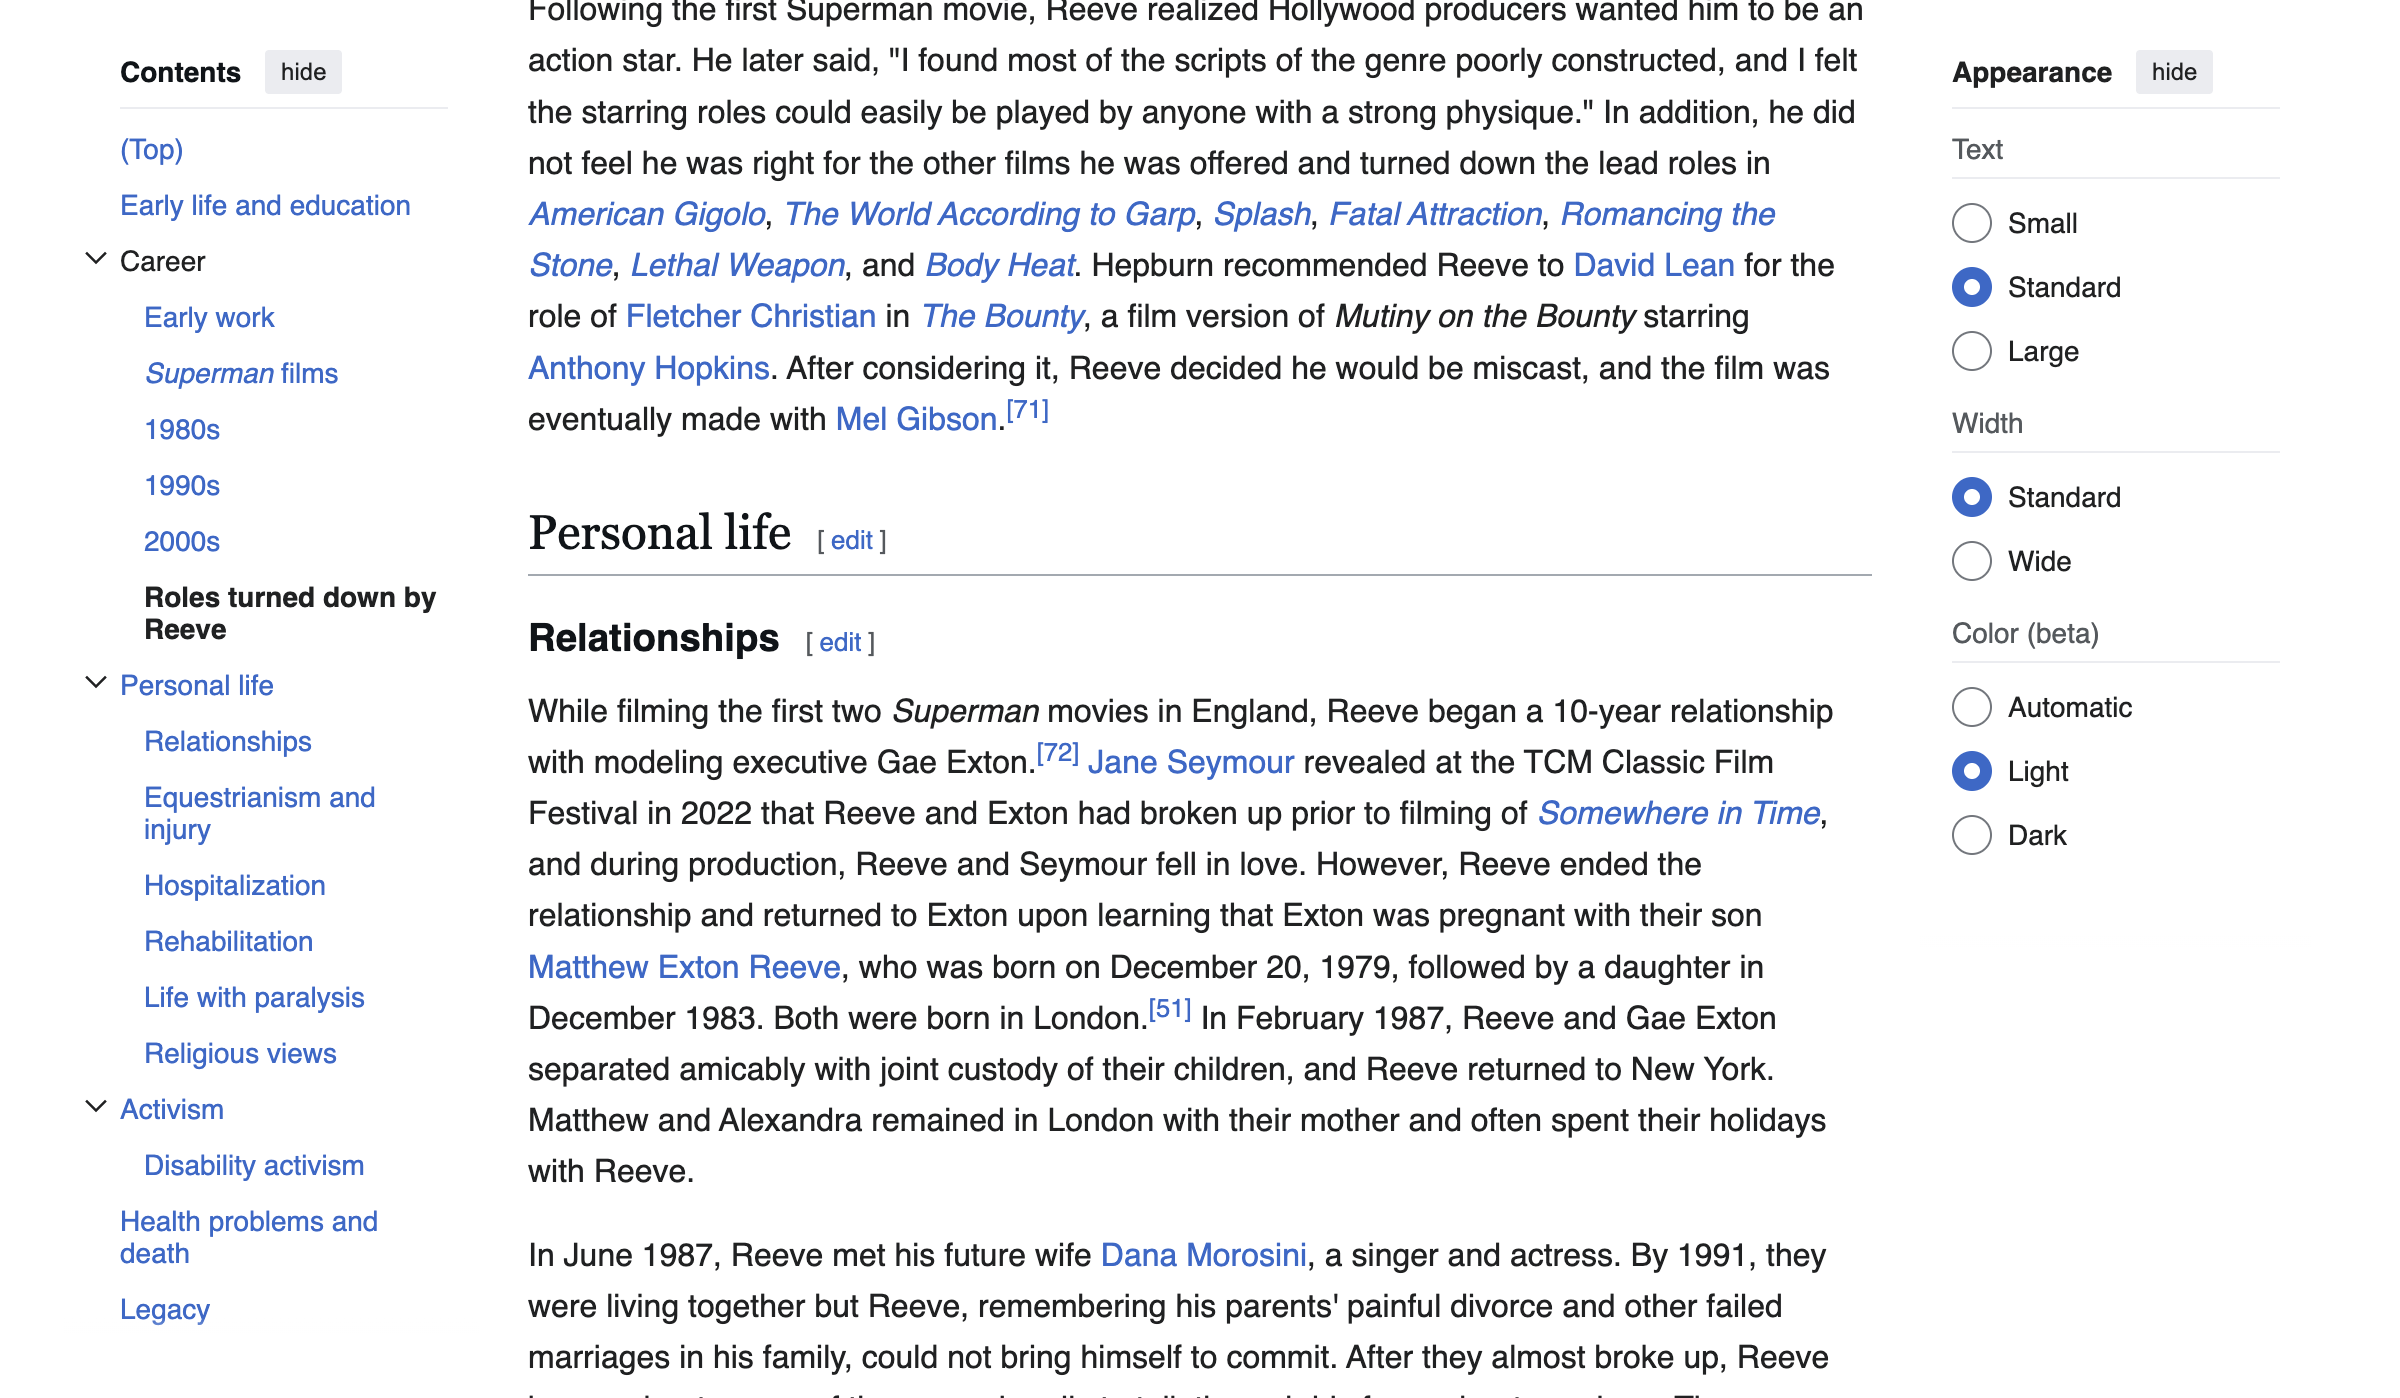 Contents hide
(Top)
Early life and education
Career
Early work
Superman films
1980s
1990s
2000s
Roles turned down by
Reeve
Personal life
Relationships
Equestrianism and
injury
Hospitalization
Rehabilitation
Life with paralysis
Religious views
Activism
Disability activism
Health problems and
death
Legacy
Following the first Superman movie, Reeve realized Hollywood producers wanted him to be an
action star. He later said, "I found most of the scripts of the genre poorly constructed, and I felt
the starring roles could easily be played by anyone with a strong physique." In addition, he did
not feel he was right for the other films he was offered and turned down the lead roles in
American Gigolo, The World According to Garp, Splash, Fatal Attraction, Romancing the
Stone, Lethal Weapon, and Body Heat. Hepburn recommended Reeve to David Lean for the
role of Fletcher Christian in The Bounty, a film version of Mutiny on the Bounty starring
Anthony Hopkins. After considering it, Reeve decided he would be miscast, and the film was
eventually made with Mel Gibson.[71]
Personal life [ edit ]
Relationships [ edit ]
While filming the first two Superman movies in England, Reeve began a 10-year relationship
with modeling executive Gae Exton.[72] Jane Seymour revealed at the TCM Classic Film
Festival in 2022 that Reeve and Exton had broken up prior to filming of Somewhere in Time,
and during production, Reeve and Seymour fell in love. However, Reeve ended the
relationship and returned to Exton upon learning that Exton was pregnant with their son
Matthew Exton Reeve, who was born on December 20, 1979, followed by a daughter in
December 1983. Both were born in London.[51] In February 1987, Reeve and Gae Exton
separated amicably with joint custody of their children, and Reeve returned to New York.
Matthew and Alexandra remained in London with their mother and often spent their holidays
with Reeve.
In June 1987, Reeve met his future wife Dana Morosini, a singer and actress. By 1991, they
were living together but Reeve, remembering his parents' painful divorce and other failed
marriages in his family, could not bring himself to commit. After they almost broke up, Reeve
Appearance hide
Text
Small
Standard
Large
Width
Standard
Wide
Color (beta)
Automatic
Light
Dark